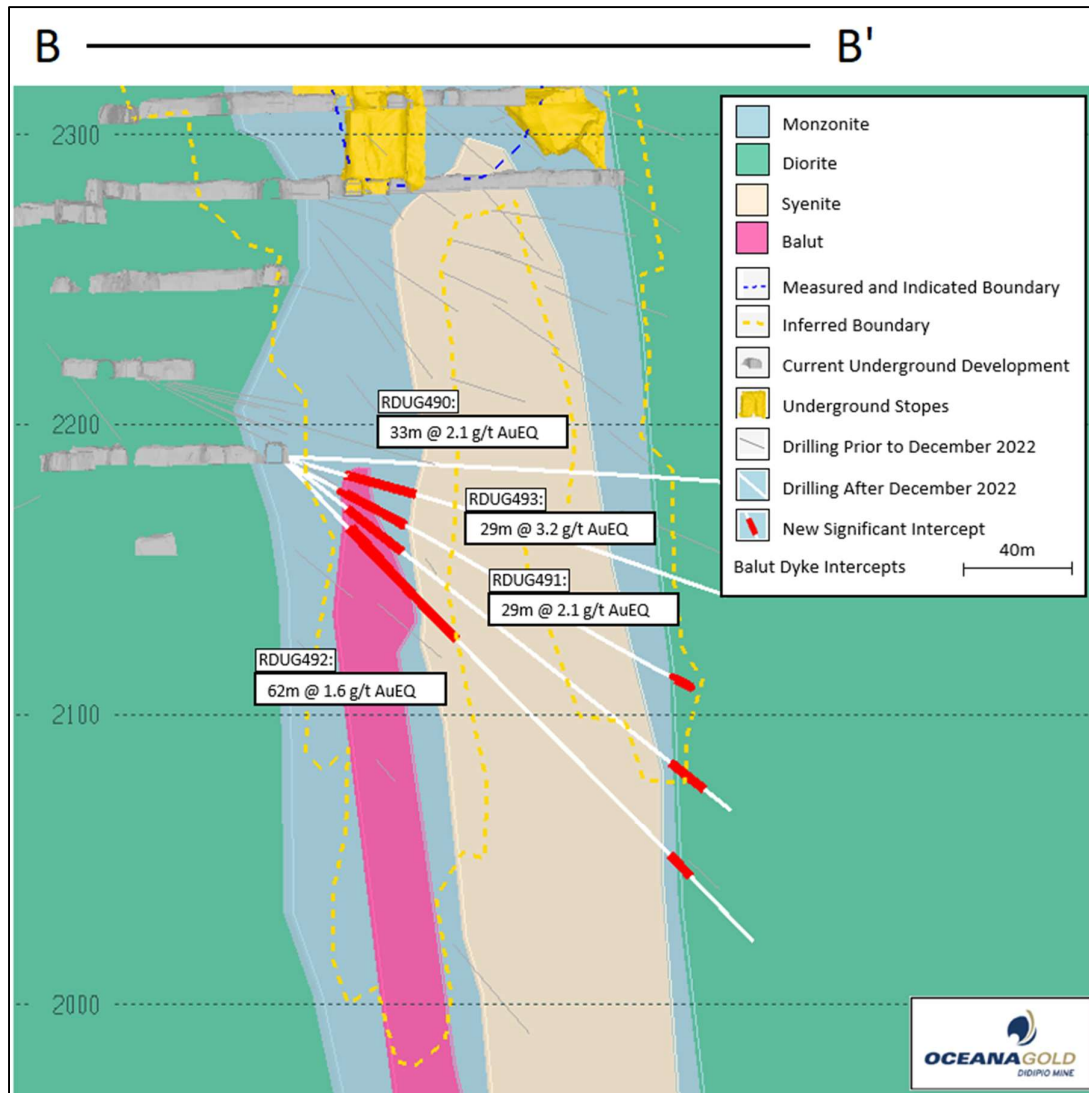 B
B'
2300
2200
2100
2000
Monzonite
Diorite
Syenite
Balut
Measured and Indicated Boundary
Inferred Boundary
Current Underground Development
Underground Stopes
Drilling Prior to December 2022
Drilling After December 2022
New Significant Intercept
Balut Dyke Intercepts
40m
RDUG490:
33m @ 2.1 g/t AuEQ
RDUG493:
29m @ 3.2 g/t AuEQ
RDUG491:
29m @ 2.1 g/t AuEQ
RDUG492:
62m @ 1.6 g/t AuEQ
OCEANAGOLD
DIDIPIO MINE